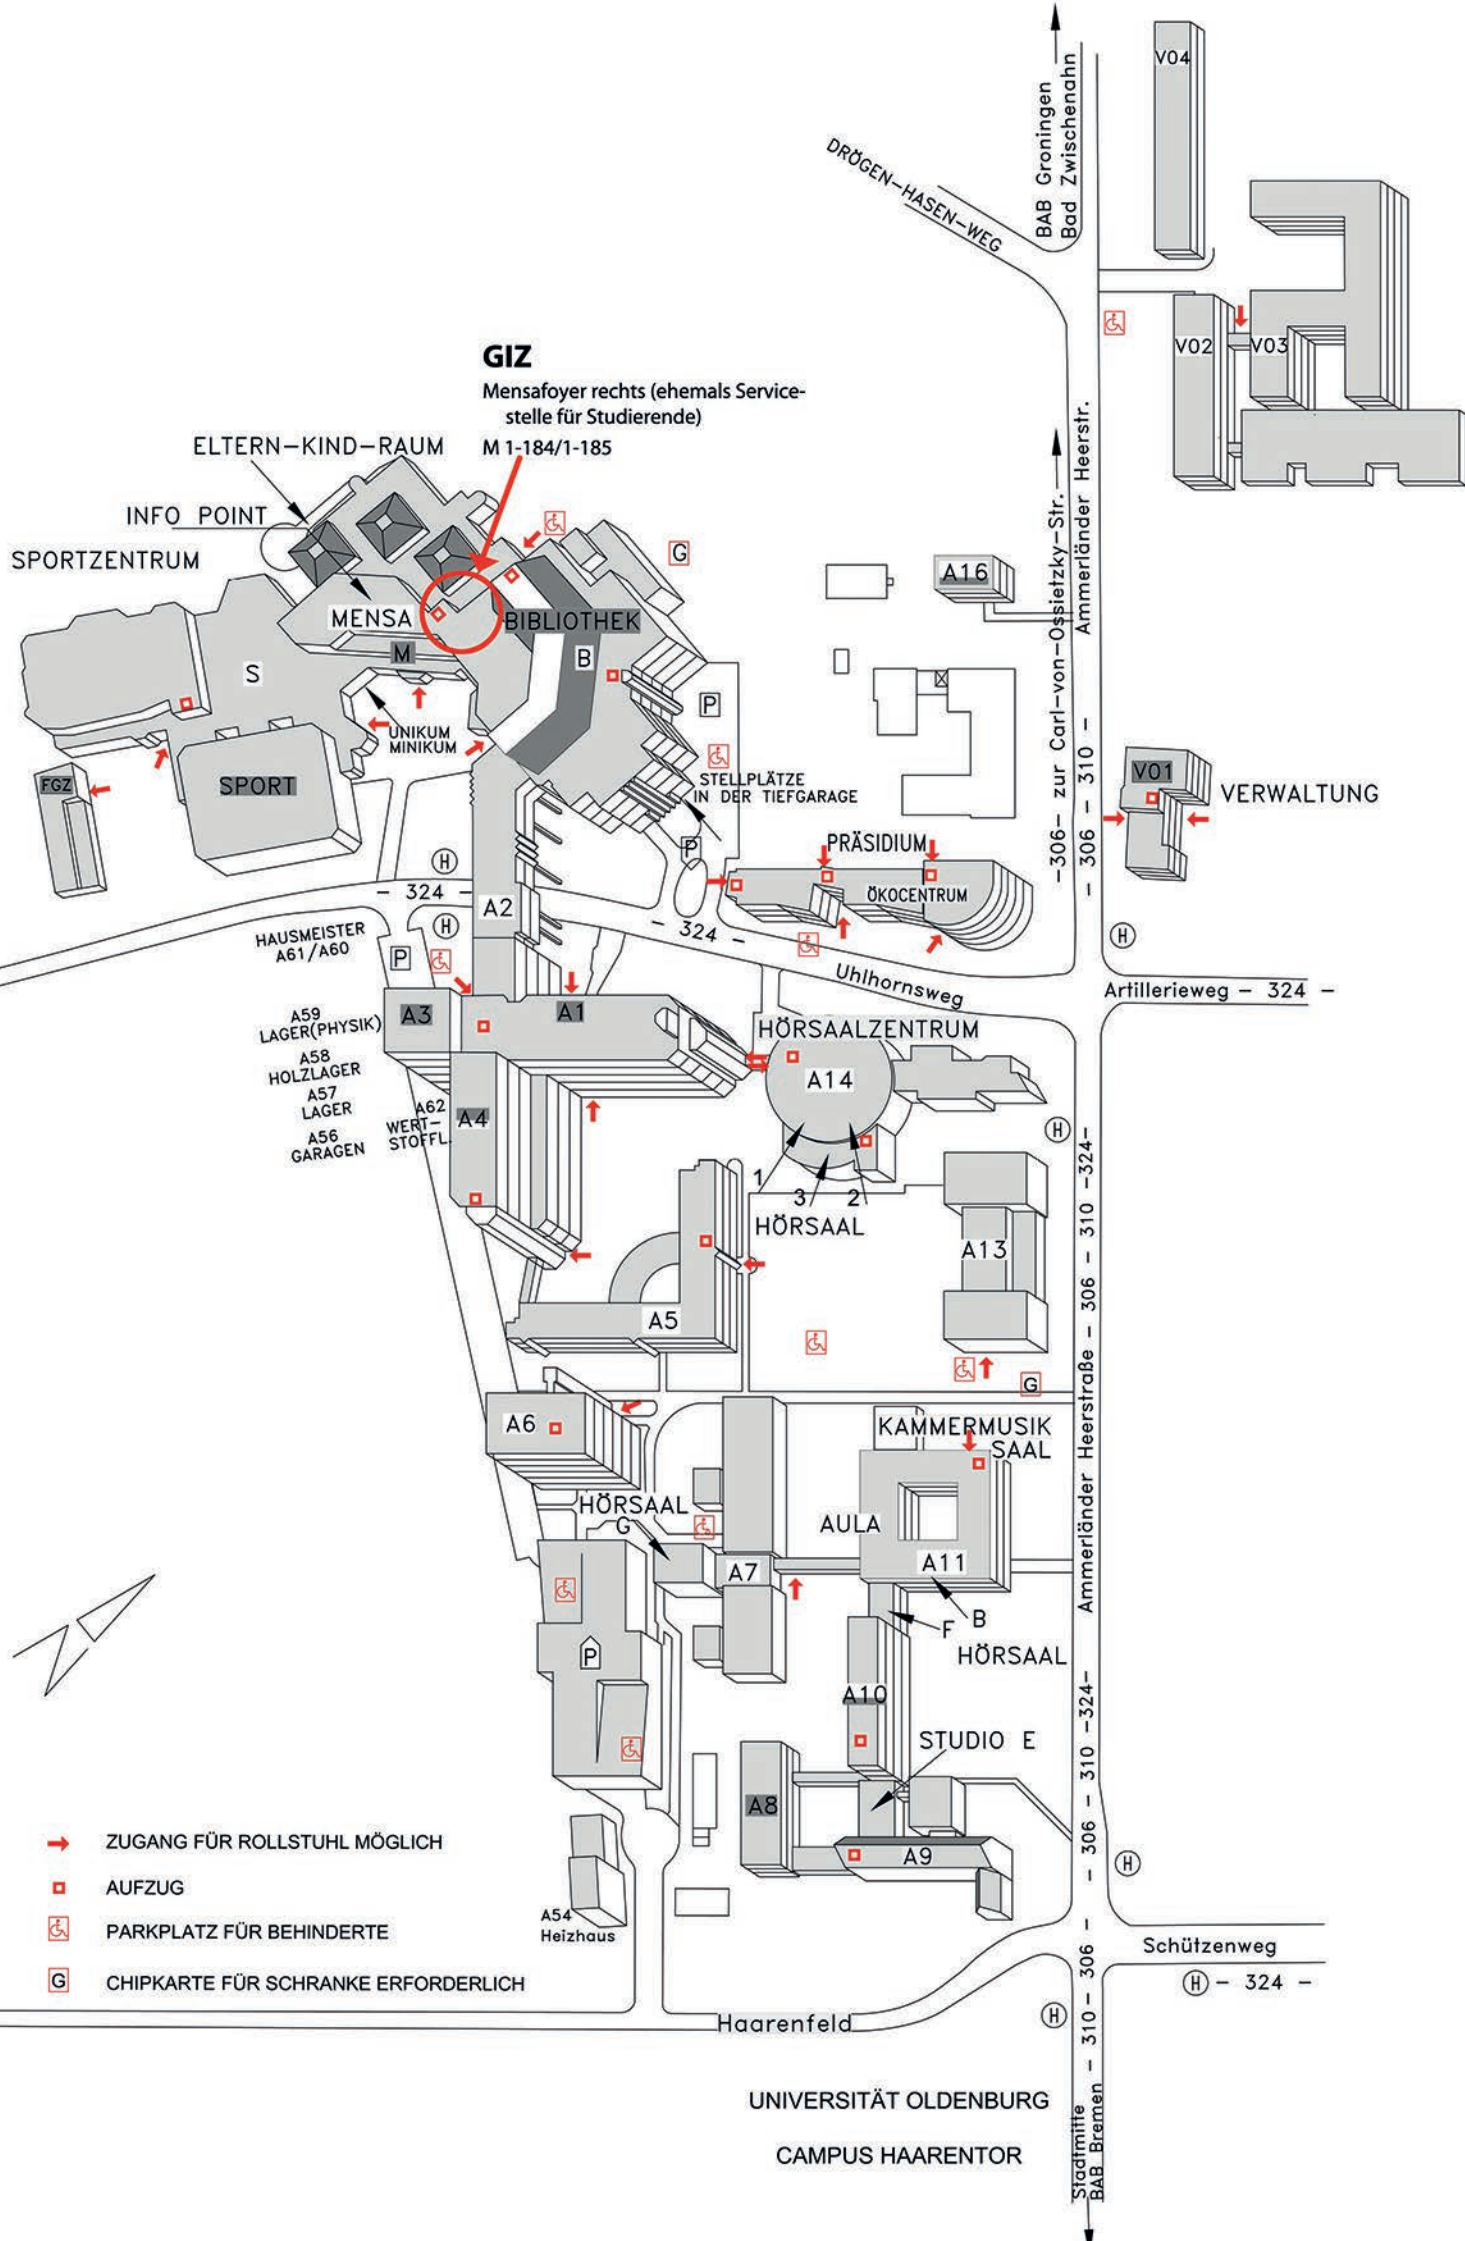 V04
BAB Groningen
Bad Zwischenahn
DRÖGEN-HASEN-WEG
V02
V03
GIZ
Mensafoyer rechts (ehemals Service-
stelle für Studierende)
M 1-184/1-185
ELTERN-KIND-RAUM
INFO POINT
SPORTZENTRUM
G
-306- zur Carl-von-Ossietzky-Str.-
Ammerländer Heerstr.
- 306 - 310 -
A16
MENSA
BIBLIOTHEK
M
B
S
P
UNIKUM
MINIKUM
FGZ
SPORT
STELLPLÄTZE
IN DER TIEFGARAGE
V01
VERWALTUNG
P
PRÄSIDIUM
ÖKOCENTRUM
H
- 324 -
A2
H
- 324 -
H
HAUSMEISTER
A61/A60
P
Uhlhornsweg
Artillerieweg - 324 -
A3
A1
A59
LAGER(PHYSIK)
A58
HOLZLAGER
A57
LAGER
A56
GARAGEN
A62
WERT-
STOFFL.
A4
HÖRSAALZENTRUM
A14
H
1
3
2
HÖRSAAL
A13
A5
G
Ammerländer Heerstraße - 306 - 310 -324-
A6
KAMMERMUSIK
SAAL
HÖRSAAL
G
AULA
A7
A11
B
F
HÖRSAAL
P
A10
STUDIO E
A8
A9
- 306 - 310 -324-
H
ZUGANG FÜR ROLLSTUHL MÖGLICH
AUFZUG
PARKPLATZ FÜR BEHINDERTE
G
CHIPKARTE FÜR SCHRANKE ERFORDERLICH
A54
Heizhaus
Schützenweg
H - 324 -
H
Haarenfeld
- 310- 306 -
UNIVERSITÄT OLDENBURG
CAMPUS HAARENTOR
Stadtmitte
BAB Bremen